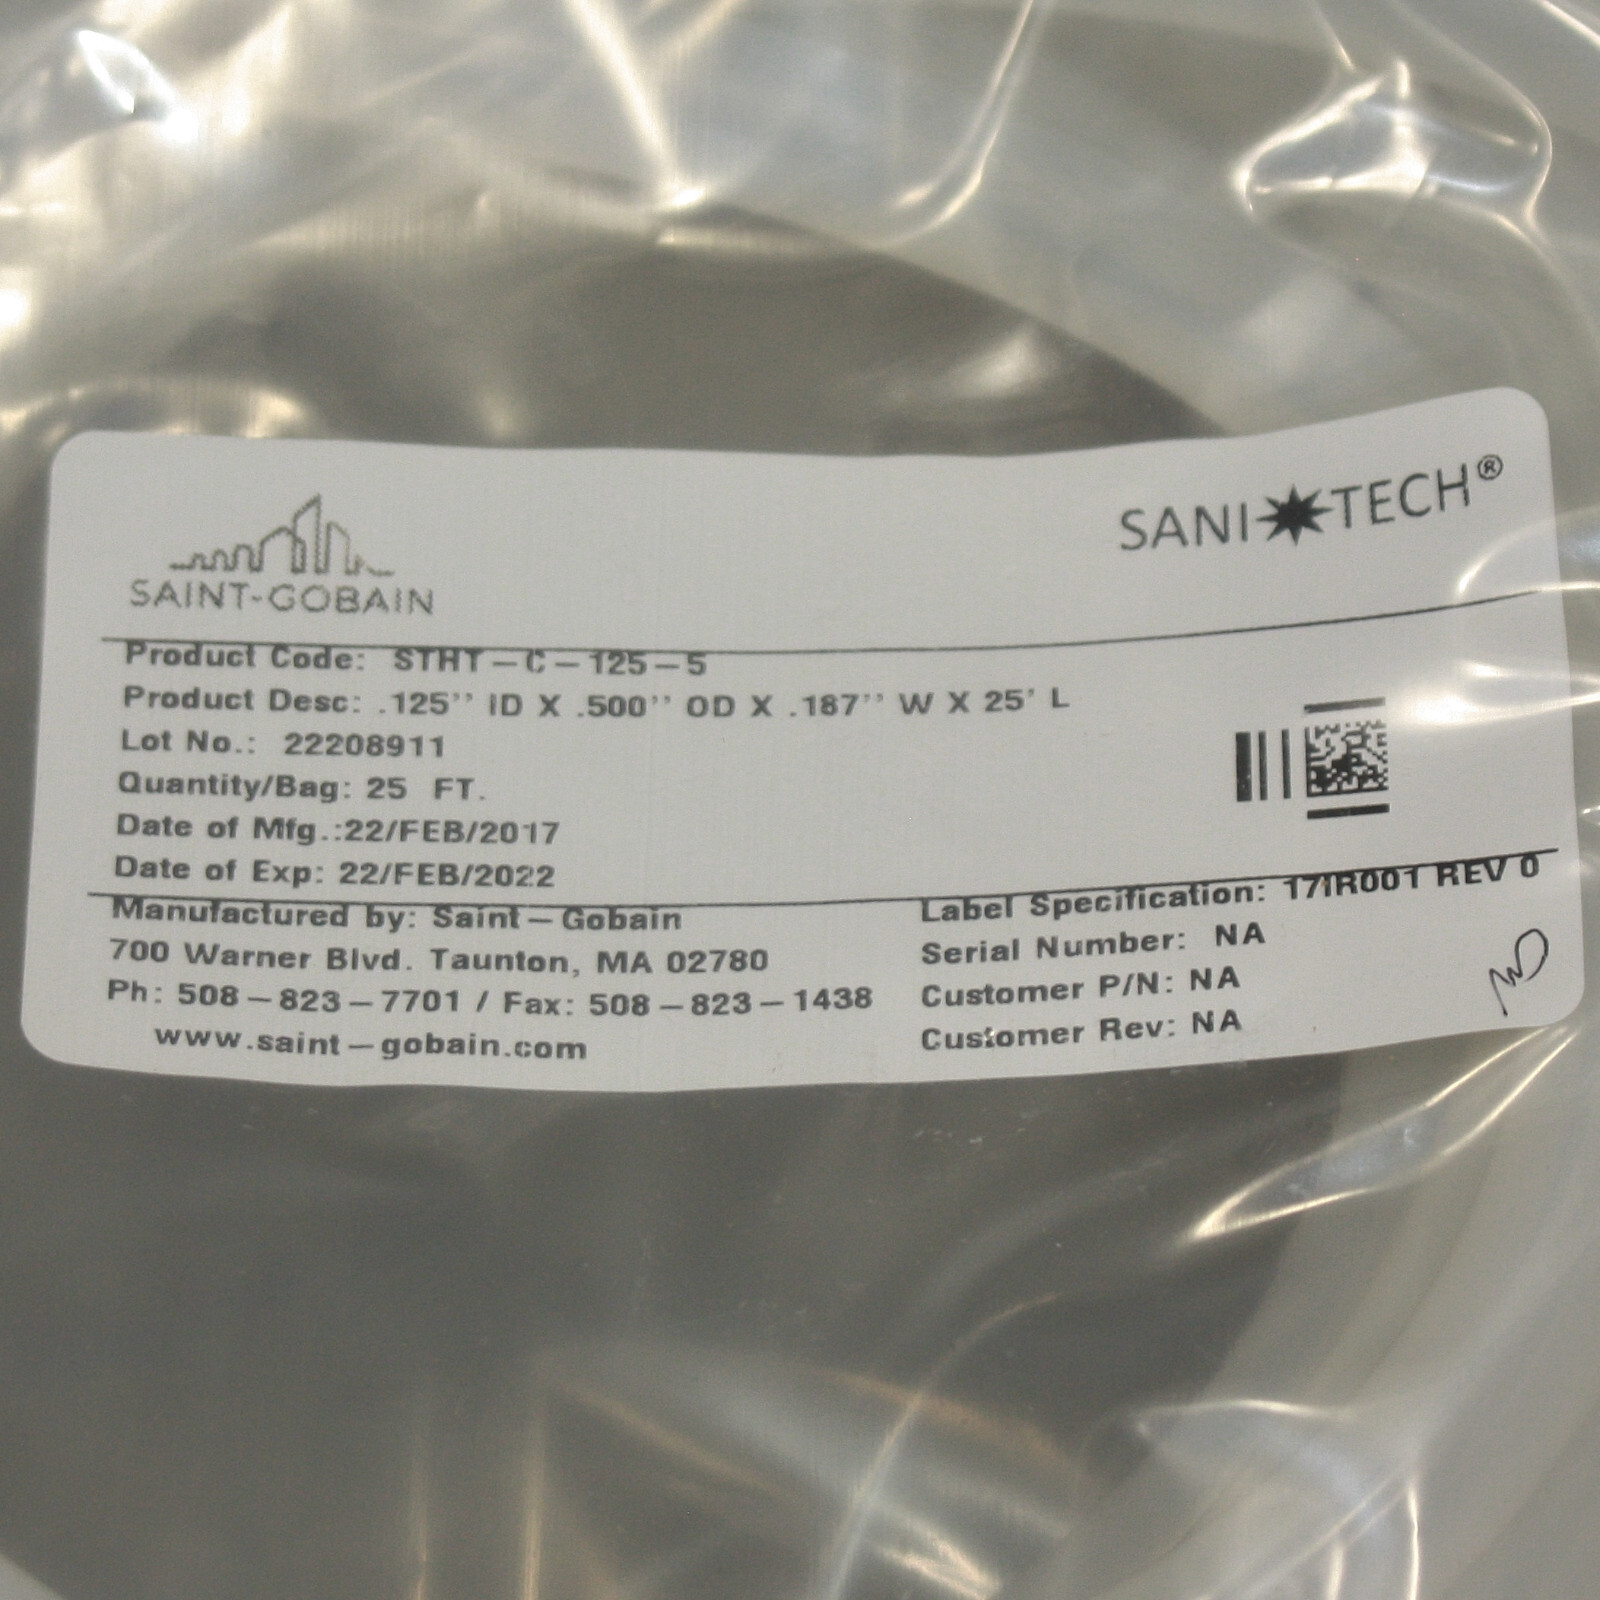 SAINT-GOBAIN
SANI TECH®
Product Code: STHT-C-125-5
Product Desc: .125'' ID X .500'' OD X .187'' W X 25' L
Lot No.: 22208911
Quantity/Bag: 25 FT.
Date of Mfg.:22/FEB/2017
Date of Exp: 22/FEB/2022
Manufactured by: Saint-Gobain
700 Warner Blvd. Taunton, MA 02780
Ph: 508-823-7701 / Fax: 508-823-1438
www.saint-gobain.com
Label Specification: 17IR001 REV 0
Serial Number: NA
Customer P/N: NA
Customer Rev: NA